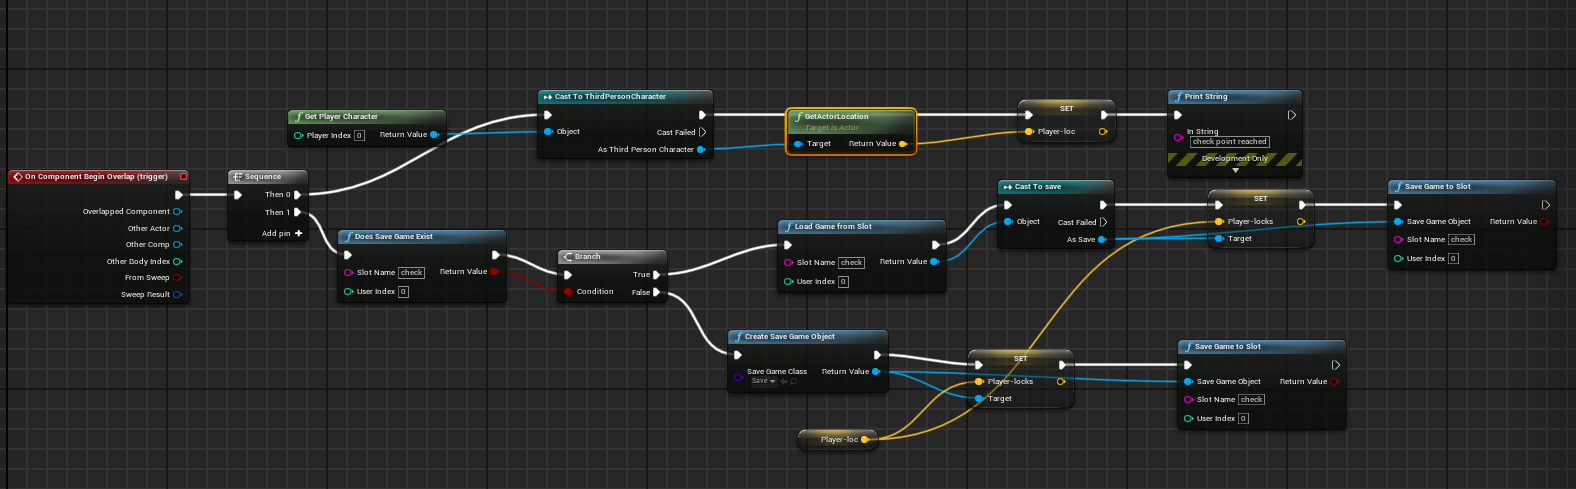 On Component Begin Overlap (trigger)
Overlapped Component
Other Actor
Other Comp
Other Body Index
From Sweep
Sweep Result
Sequence
Then 0
Then 1
Add pin
Get Player Character
Player Index 0
Return Value
Cast To ThirdPersonCharacter
Object
Cast Failed
As Third Person Character
GetActorLocation
Target is Actor
Target
Return Value
SET
Player-loc
Print String
In String
check point reached
Development Only
Does Save Game Exist
Slot Name check
Return Value
User Index 0
Branch
True
Condition
False
Load Game from Slot
Slot Name check
Return Value
User Index 0
Cast To save
Object
Cast Failed
As Save
SET
Player-locks
Target
Save Game to Slot
Save Game Object
Return Value
Slot Name check
User Index 0
Create Save Game Object
Save Game Class
Save
Return Value
SET
Player-locks
Target
Player-loc
Save Game to Slot
Save Game Object
Return Value
Slot Name check
User Index 0